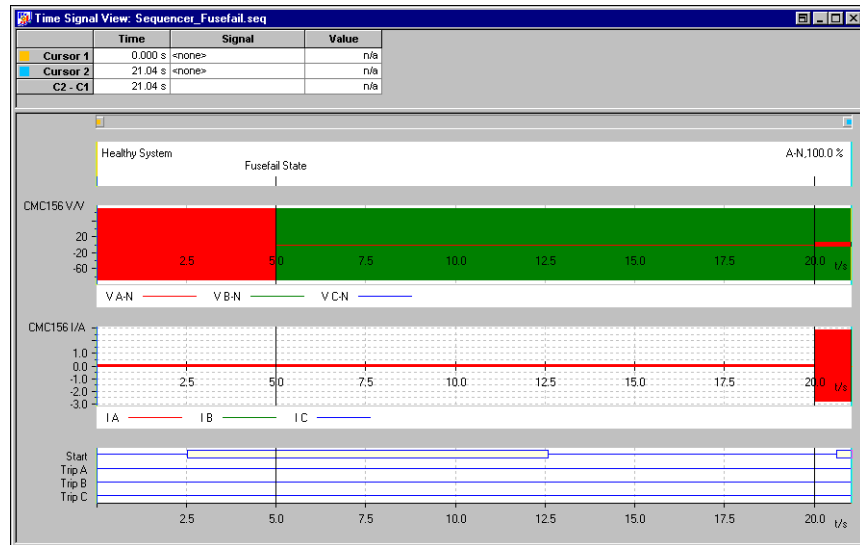 Time Signal View: Sequencer_Fusefail.seq
Time Signal Value
Cursor 1 0.000 s <none> n/a
Cursor 2 21.04 s <none> n/a
C2 - C1 21.04 s n/a
Healthy System A-N,100.0 %
Fusefail State
CMC156 V/V
20
-20
-60
2.5 5.0 7.5 10.0 12.5 15.0 17.5 20.0 t/s
V A-N V B-N V C-N
CMC156 I/A
1.0
0.0
-1.0
-2.0
-3.0
2.5 5.0 7.5 10.0 12.5 15.0 17.5 20.0 t/s
I A I B I C
Start
Trip A
Trip B
Trip C
2.5 5.0 7.5 10.0 12.5 15.0 17.5 20.0 t/s